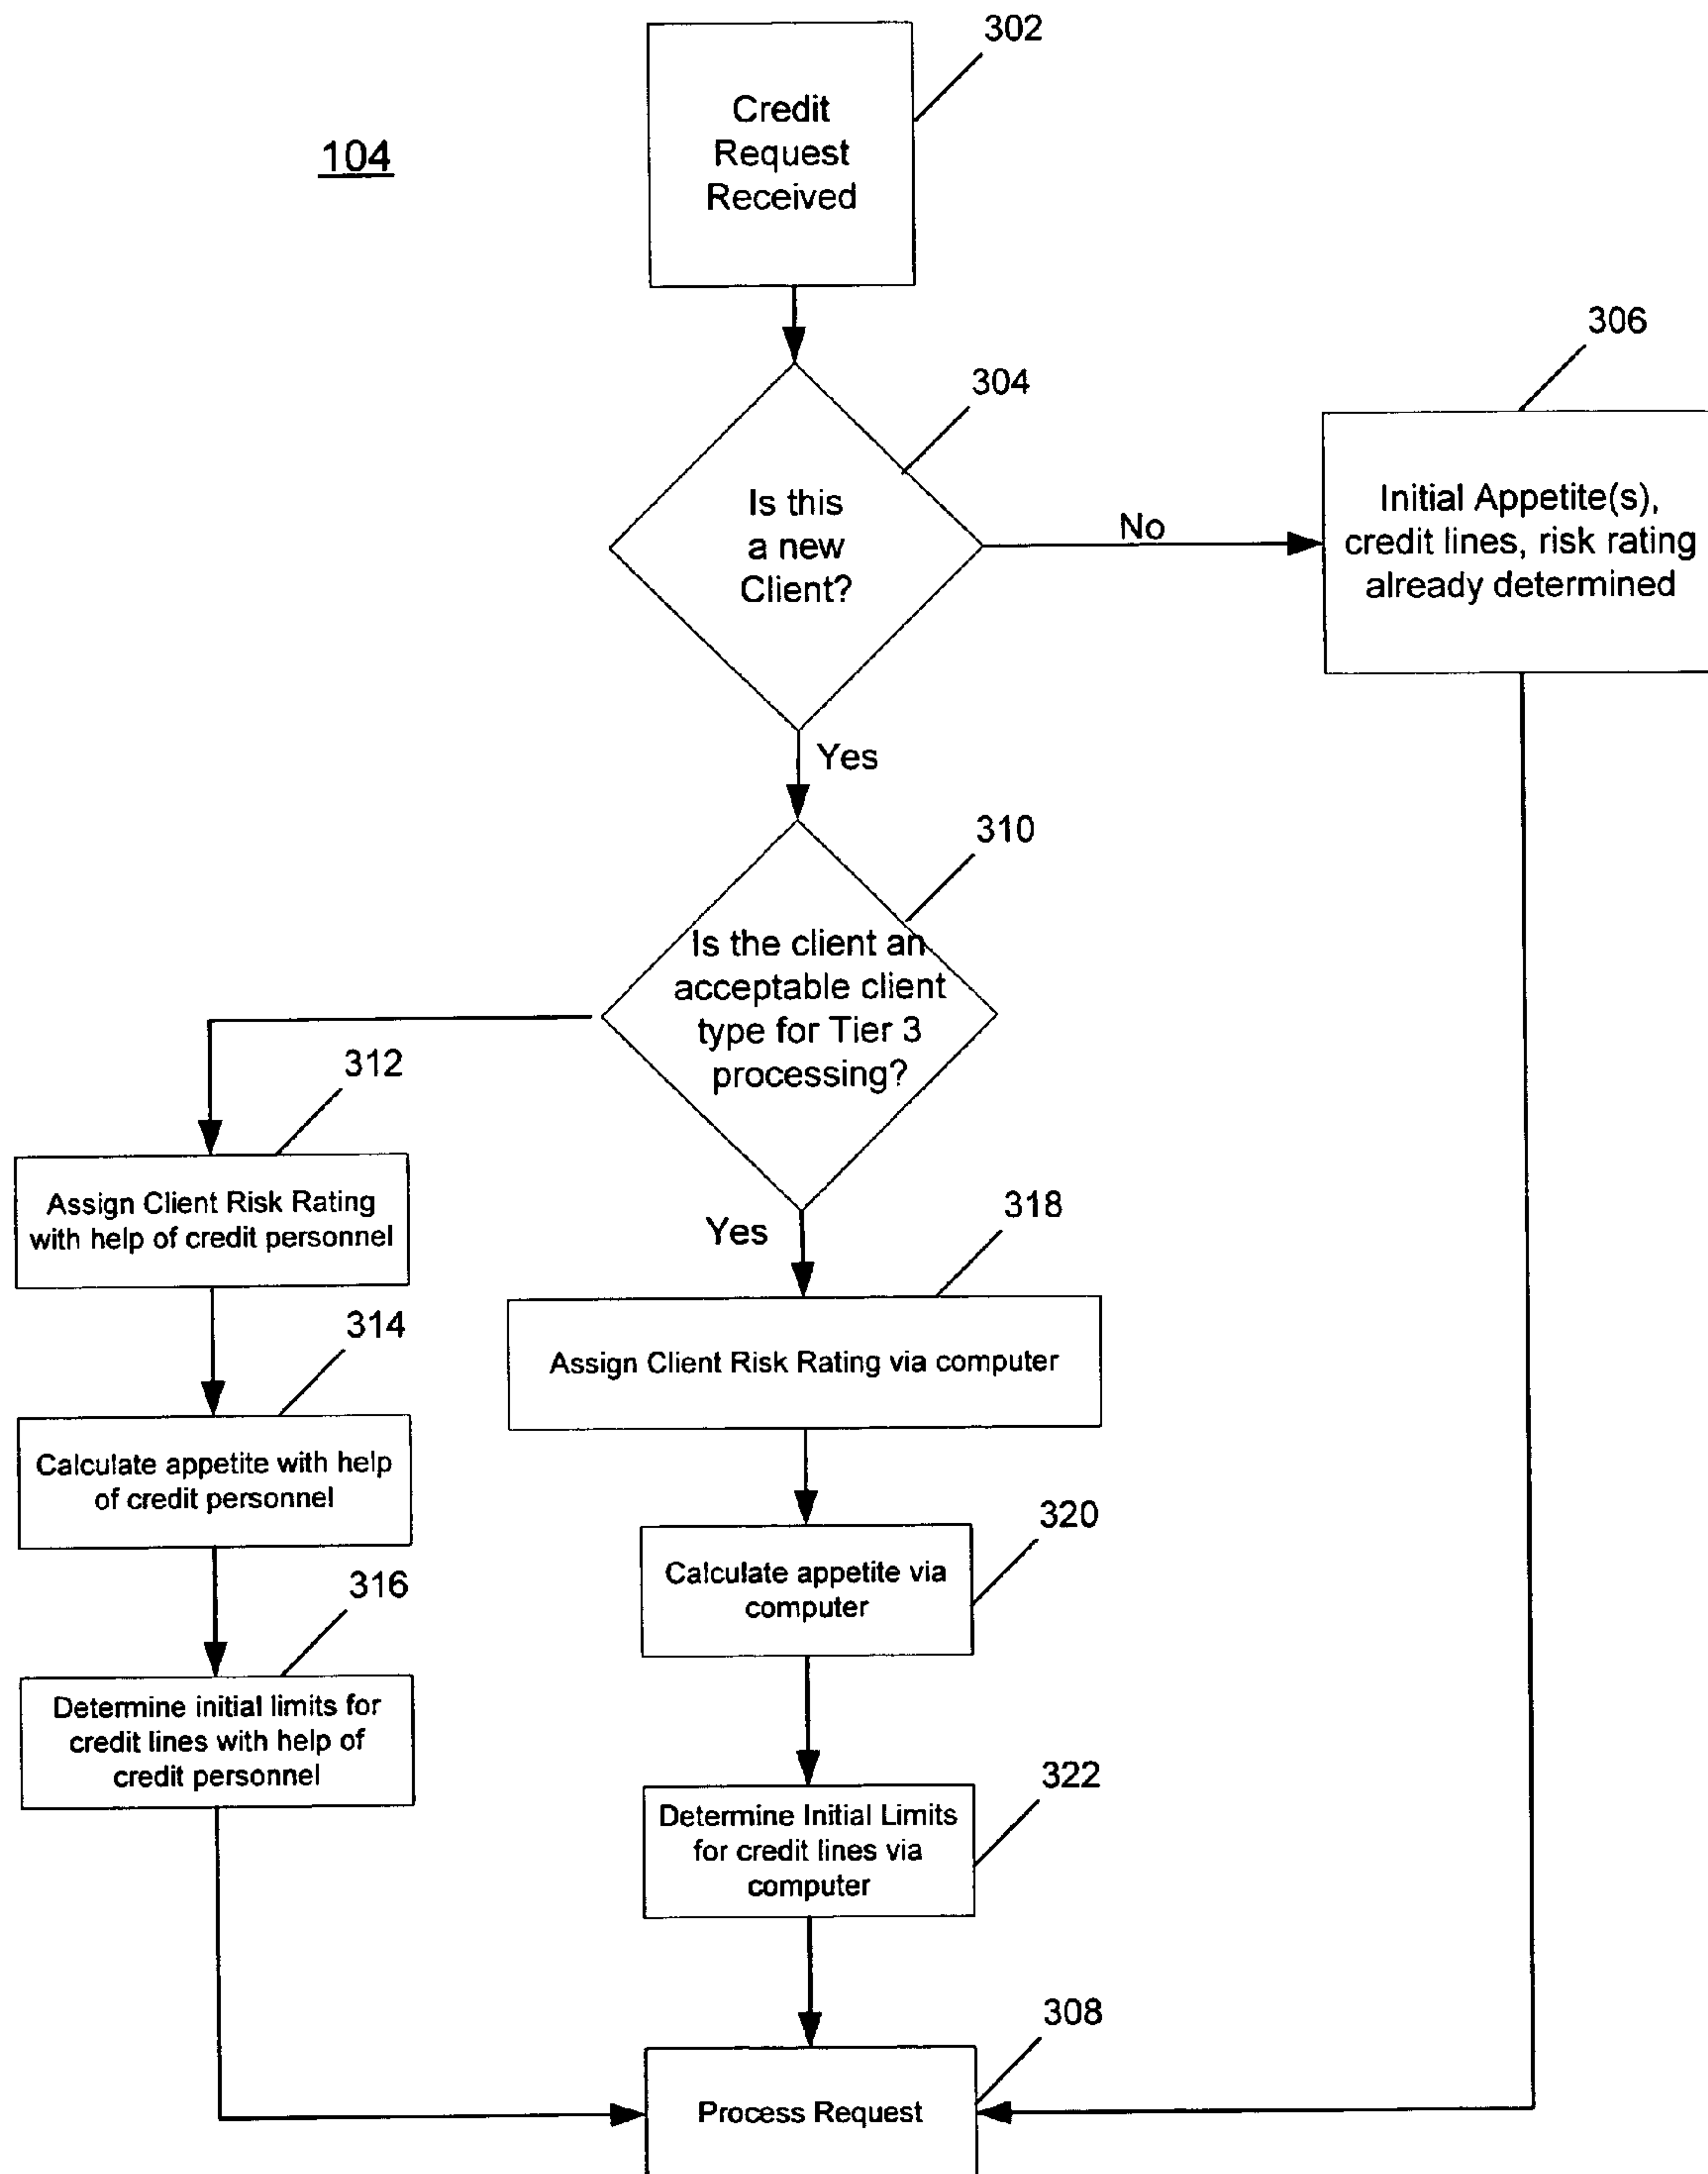 302
Credit
Request
Received
104
304
Is this
a new
Client?
No
306
Initial Appetite(s),
credit lines, risk rating
already determined
Yes
310
Is the client an
acceptable client
type for Tier 3
processing?
312
Assign Client Risk Rating
with help of credit personnel
Yes
318
Assign Client Risk Rating via computer
314
Calculate appetite with help
of credit personnel
320
Calculate appetite via
computer
316
Determine initial limits for
credit lines with help of
credit personnel
322
Determine Initial Limits
for credit lines via
computer
308
Process Request